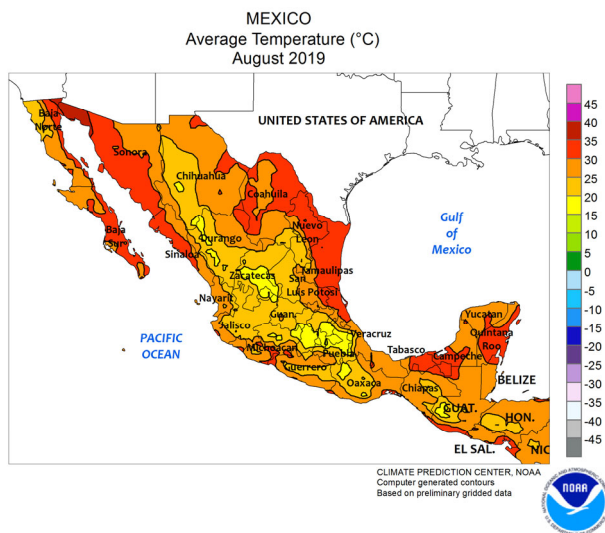 MEXICO
Average Temperature (°C)
August 2019
UNITED STATES OF AMERICA
Baja
Norte
Sonora
Chihuahua
Coahuila
Baja
Sur
Sinaloa
Durango
Nuevo
Leon
Gulf
of
Mexico
Zacatecas
San
Luis Potosi
Tamaulipas
Nayarit
Jalisco
Guan.
Yucatan
Quintana
Roo
PACIFIC
OCEAN
Michoacan
Puebla
Veracruz
Tabasco
Campeche
Guerrero
Oaxaca
Chiapas
BELIZE
GUAT.
HON.
EL SAL.
NIC
45
40
35
30
25
20
15
10
5
0
-5
-10
-15
-20
-25
-30
-35
-40
-45
CLIMATE PREDICTION CENTER, NOAA
Computer generated contours
Based on preliminary gridded data
NOAA